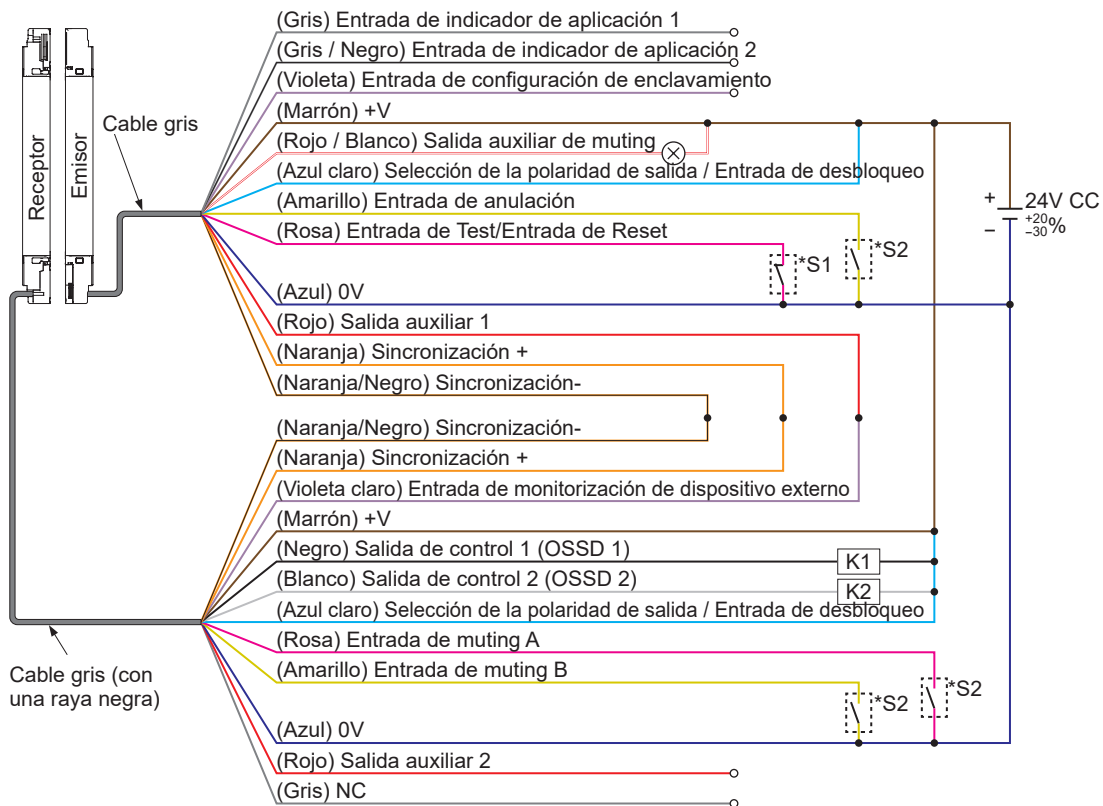 (Gris) Entrada de indicador de aplicación 1
(Gris / Negro) Entrada de indicador de aplicación 2
(Violeta) Entrada de configuración de enclavamiento
(Marrón) +V
(Rojo / Blanco) Salida auxiliar de muting
(Azul claro) Selección de la polaridad de salida / Entrada de desbloqueo
(Amarillo) Entrada de anulación
(Rosa) Entrada de Test/Entrada de Reset
(Azul) 0V
(Rojo) Salida auxiliar 1
(Naranja) Sincronización +
(Naranja/Negro) Sincronización-
(Naranja/Negro) Sincronización-
(Naranja) Sincronización +
(Violeta claro) Entrada de monitorización de dispositivo externo
(Marrón) +V
(Negro) Salida de control 1 (OSSD 1)
(Blanco) Salida de control 2 (OSSD 2)
(Azul claro) Selección de la polaridad de salida / Entrada de desbloqueo
(Rosa) Entrada de muting A
(Amarillo) Entrada de muting B
(Azul) 0V
(Rojo) Salida auxiliar 2
(Gris) NC
Receptor
Emisor
Cable gris
Cable gris (con
una raya negra)
*S1
*S2
K1
K2
*S2
*S2
+
−
24V CC
+20
−30%